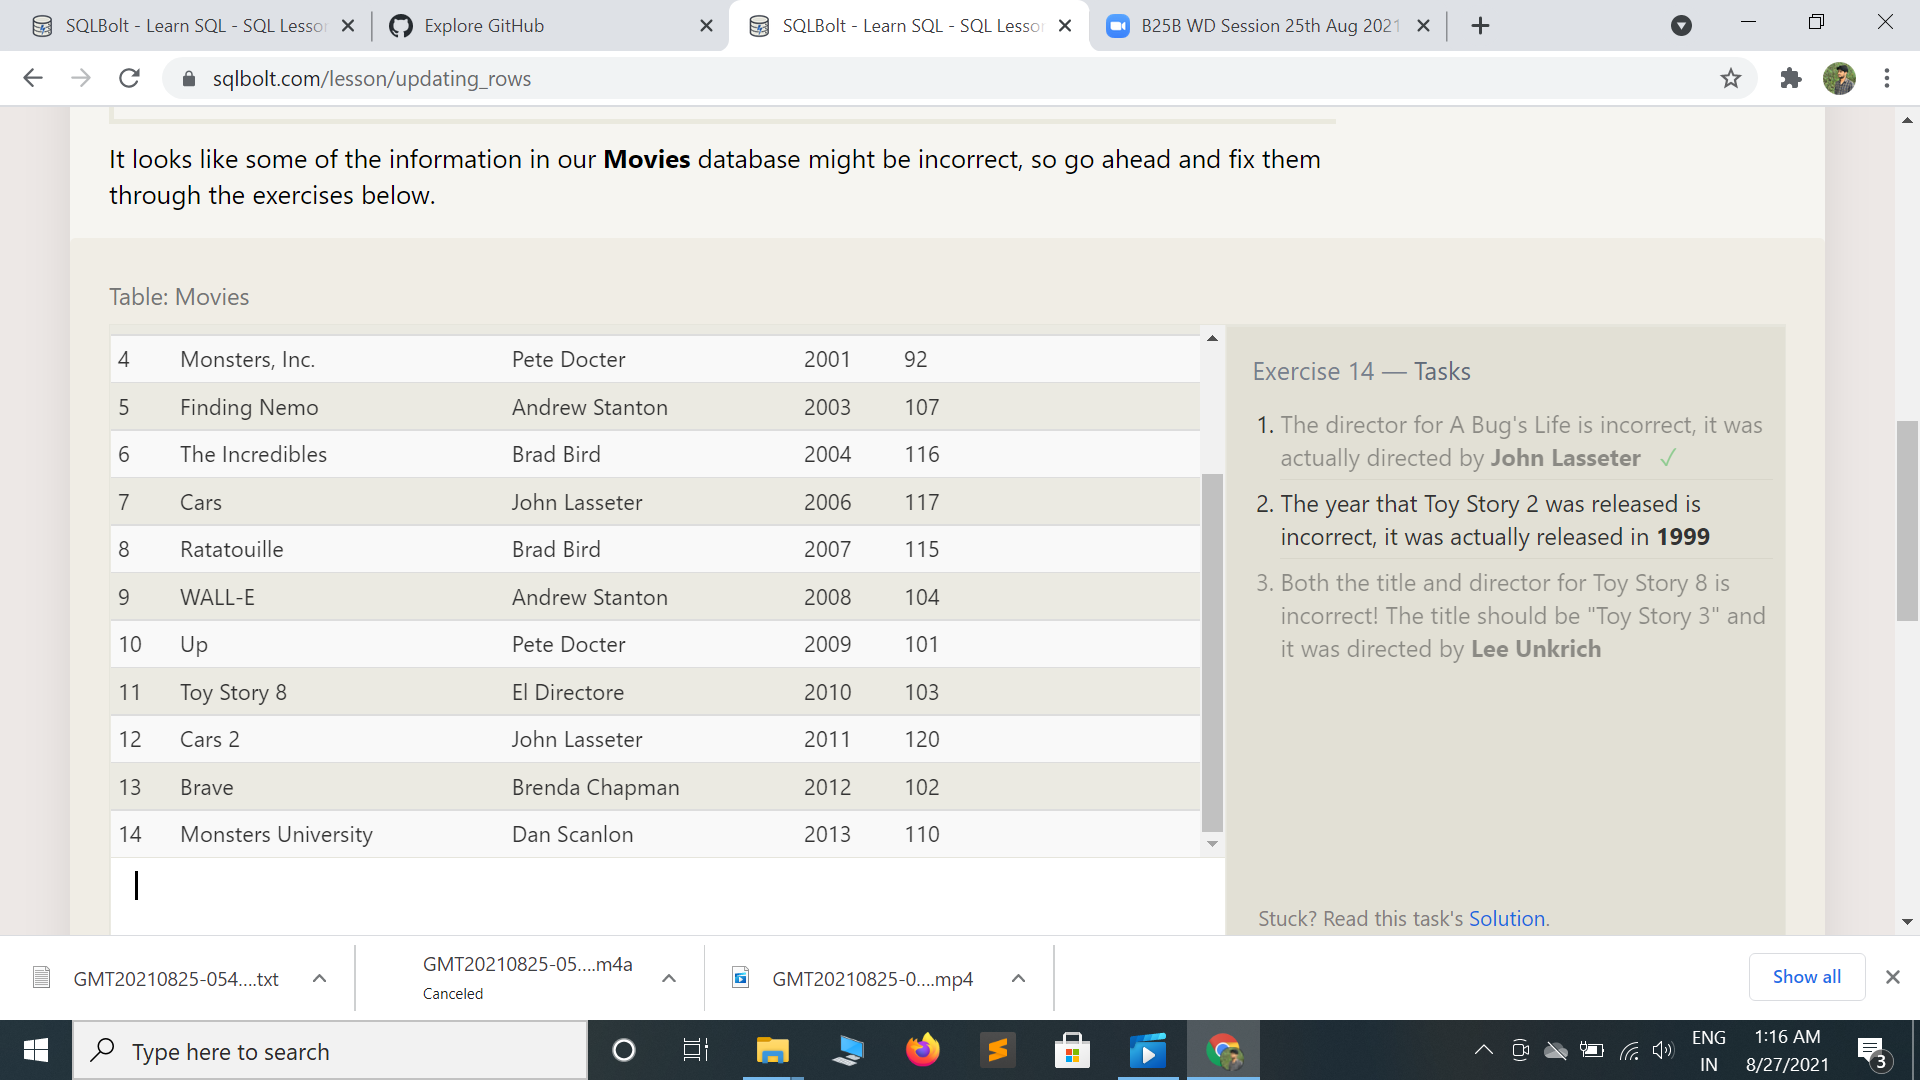 SQLBolt - Learn SQL - SQL Lesson
Explore GitHub
SQLBolt - Learn SQL - SQL Lesson
B25B WD Session 25th Aug 2021
sqlbolt.com/lesson/updating_rows
It looks like some of the information in our Movies database might be incorrect, so go ahead and fix them
through the exercises below.
Table: Movies
4 Monsters, Inc. Pete Docter 2001 92
5 Finding Nemo Andrew Stanton 2003 107
6 The Incredibles Brad Bird 2004 116
7 Cars John Lasseter 2006 117
8 Ratatouille Brad Bird 2007 115
9 WALL-E Andrew Stanton 2008 104
10 Up Pete Docter 2009 101
11 Toy Story 8 El Directore 2010 103
12 Cars 2 John Lasseter 2011 120
13 Brave Brenda Chapman 2012 102
14 Monsters University Dan Scanlon 2013 110
Exercise 14 — Tasks
1. The director for A Bug's Life is incorrect, it was
actually directed by John Lasseter ✓
2. The year that Toy Story 2 was released is
incorrect, it was actually released in 1999
3. Both the title and director for Toy Story 8 is
incorrect! The title should be "Toy Story 3" and
it was directed by Lee Unkrich
Stuck? Read this task's Solution.
GMT20210825-054....txt
GMT20210825-05....m4a
Canceled
GMT20210825-0....mp4
Show all
Type here to search
ENG
IN
1:16 AM
8/27/2021
3